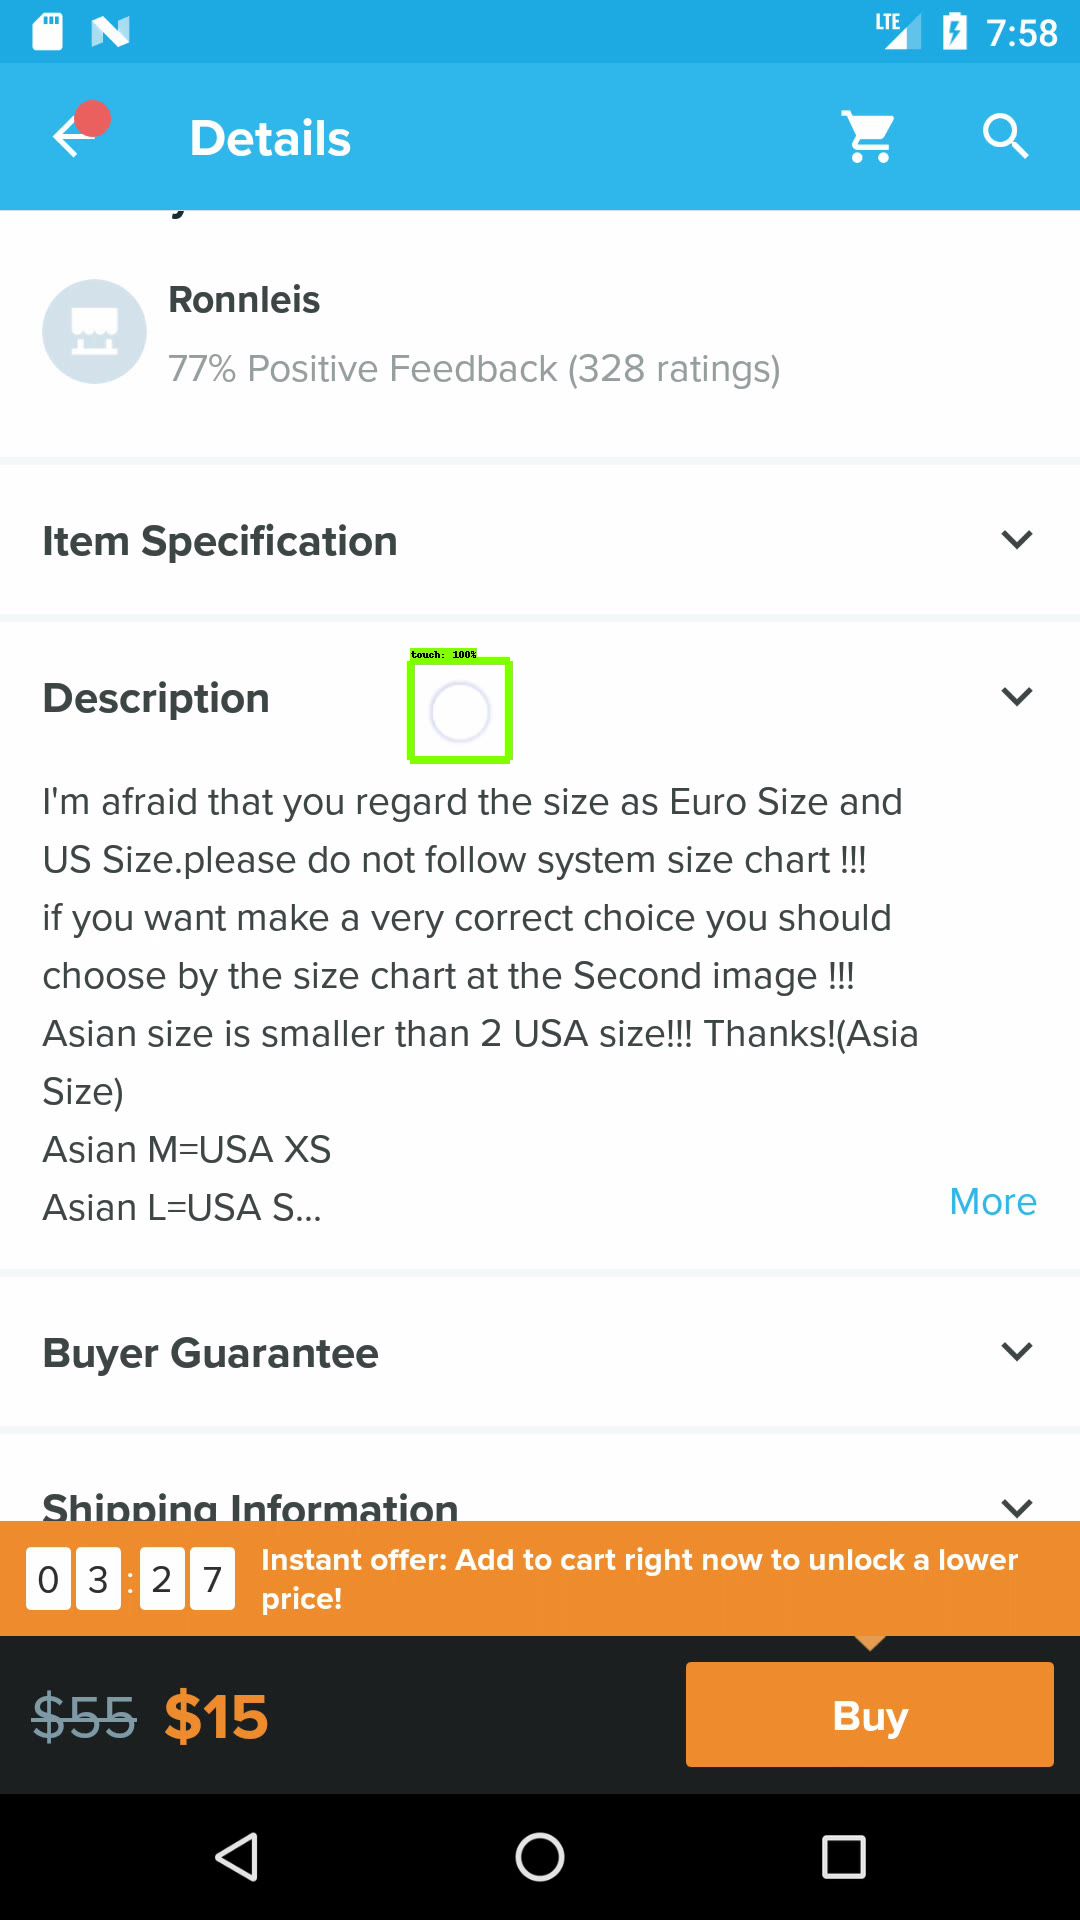 LTE 7:58
Details
Ronnleis
77% Positive Feedback (328 ratings)
Item Specification
touch: 100%
Description
I'm afraid that you regard the size as Euro Size and
US Size.please do not follow system size chart !!!
if you want make a very correct choice you should
choose by the size chart at the Second image !!!
Asian size is smaller than 2 USA size!!! Thanks!(Asia
Size)
Asian M=USA XS
Asian L=USA S...
More
Buyer Guarantee
Shipping Information
03:27
Instant offer: Add to cart right now to unlock a lower
price!
$55 $15
Buy